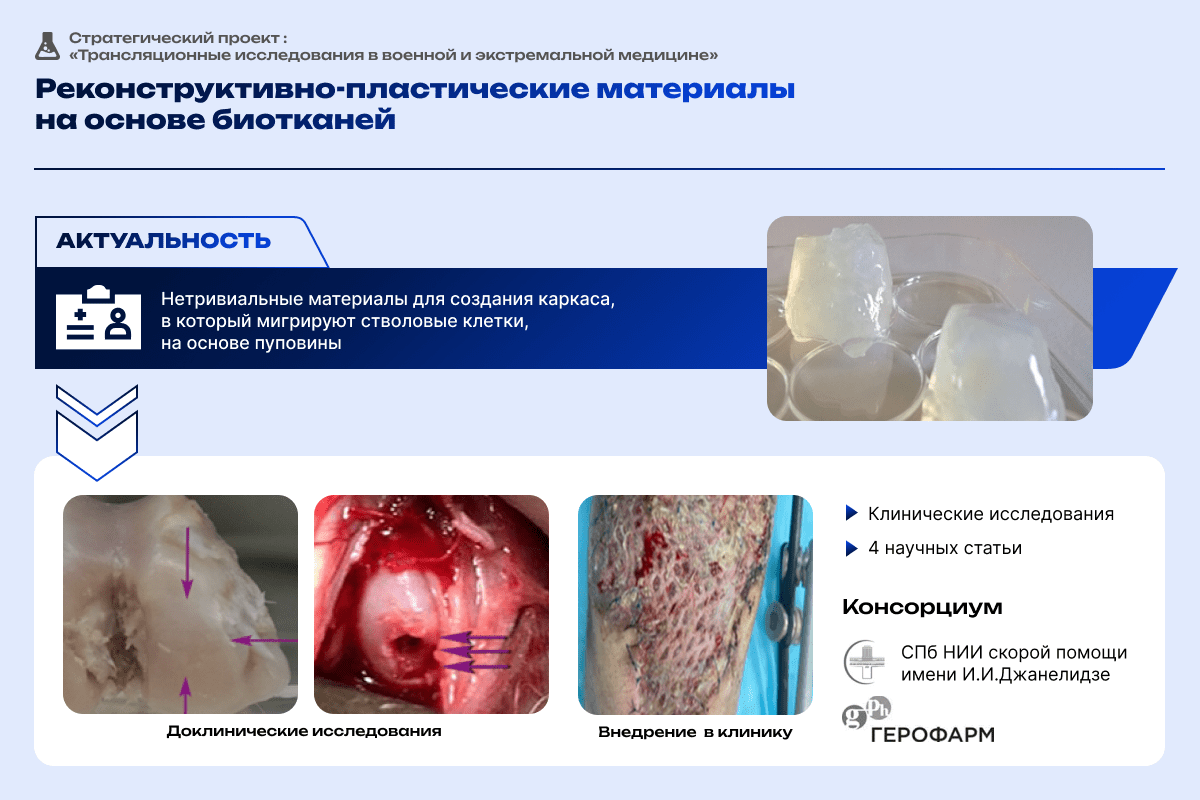 Стратегический проект :
«Трансляционные исследования в военной и экстремальной медицине»
Реконструктивно-пластические материалы
на основе биотканей
АКТУАЛЬНОСТЬ
Нетривиальные материалы для создания каркаса,
в который мигрируют стволовые клетки,
на основе пуповины
Доклинические исследования
Внедрение в клинику
Клинические исследования
4 научных статьи
Консорциум
СПб НИИ скорой помощи
имени И.И.Джанелидзе
gPh
ГЕРОФАРМ